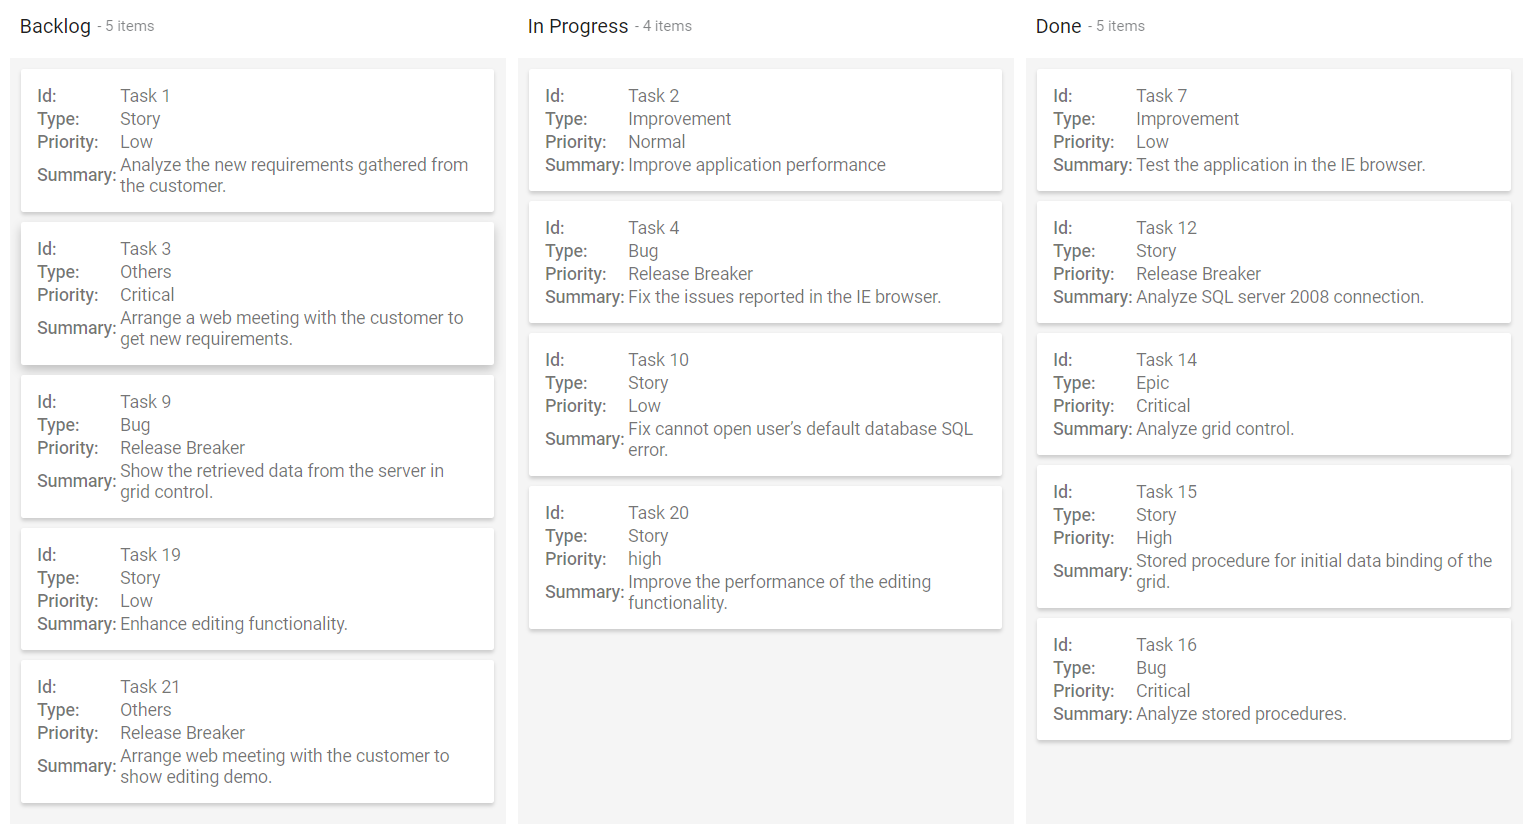 Backlog - 5 items
Id: Task 1
Type: Story
Priority: Low
Summary: Analyze the new requirements gathered from
the customer.
Id: Task 3
Type: Others
Priority: Critical
Summary: Arrange a web meeting with the customer to
get new requirements.
Id: Task 9
Type: Bug
Priority: Release Breaker
Summary: Show the retrieved data from the server in
grid control.
Id: Task 19
Type: Story
Priority: Low
Summary: Enhance editing functionality.
Id: Task 21
Type: Others
Priority: Release Breaker
Summary: Arrange web meeting with the customer to
show editing demo.
In Progress - 4 items
Id: Task 2
Type: Improvement
Priority: Normal
Summary: Improve application performance
Id: Task 4
Type: Bug
Priority: Release Breaker
Summary: Fix the issues reported in the IE browser.
Id: Task 10
Type: Story
Priority: Low
Summary: Fix cannot open user’s default database SQL
error.
Id: Task 20
Type: Story
Priority: high
Summary: Improve the performance of the editing
functionality.
Done - 5 items
Id: Task 7
Type: Improvement
Priority: Low
Summary: Test the application in the IE browser.
Id: Task 12
Type: Story
Priority: Release Breaker
Summary: Analyze SQL server 2008 connection.
Id: Task 14
Type: Epic
Priority: Critical
Summary: Analyze grid control.
Id: Task 15
Type: Story
Priority: High
Summary: Stored procedure for initial data binding of the
grid.
Id: Task 16
Type: Bug
Priority: Critical
Summary: Analyze stored procedures.